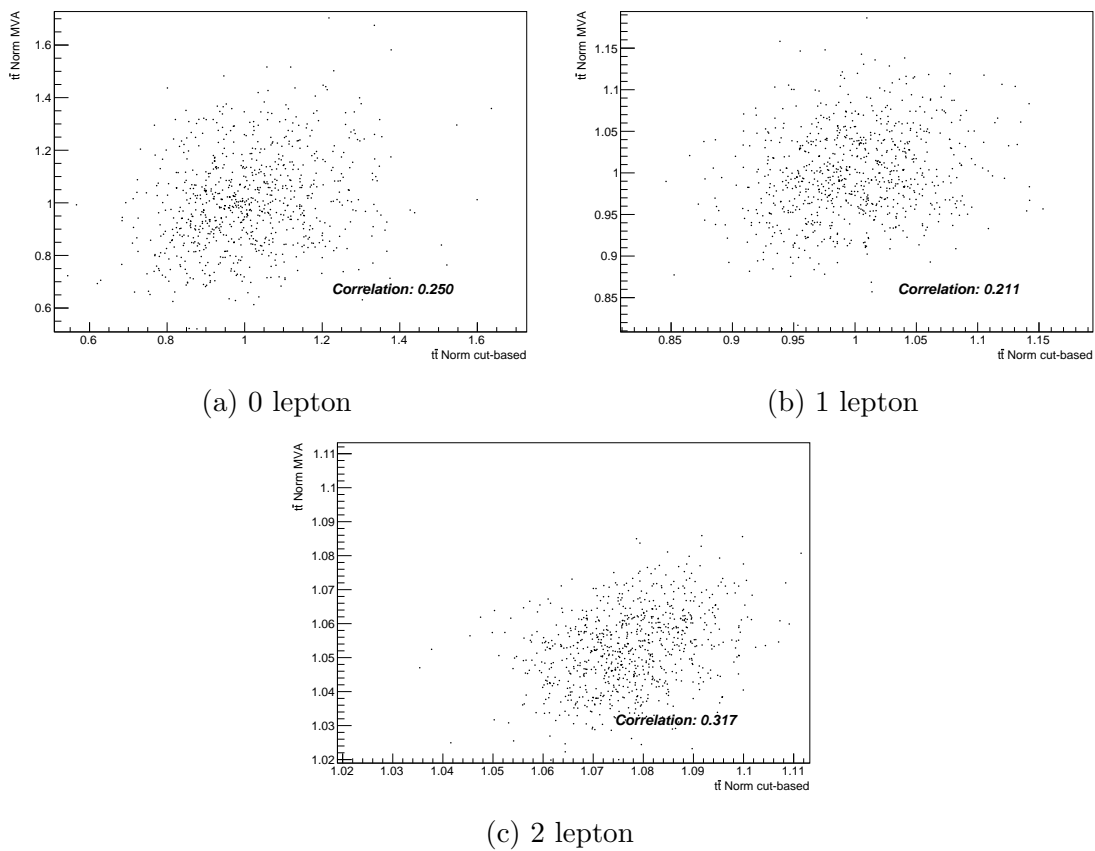 tt̄ Norm MVA
1.6
1.4
1.2
1
0.8
0.6
Correlation: 0.250
0.6 0.8 1 1.2 1.4 1.6
tt̄ Norm cut-based
(a) 0 lepton
tt̄ Norm MVA
1.15
1.1
1.05
1
0.95
0.9
0.85
Correlation: 0.211
0.85 0.9 0.95 1 1.05 1.1 1.15
tt̄ Norm cut-based
(b) 1 lepton
tt̄ Norm MVA
1.11
1.1
1.09
1.08
1.07
1.06
1.05
1.04
1.03
1.02
Correlation: 0.317
1.02 1.03 1.04 1.05 1.06 1.07 1.08 1.09 1.1 1.11
tt̄ Norm cut-based
(c) 2 lepton